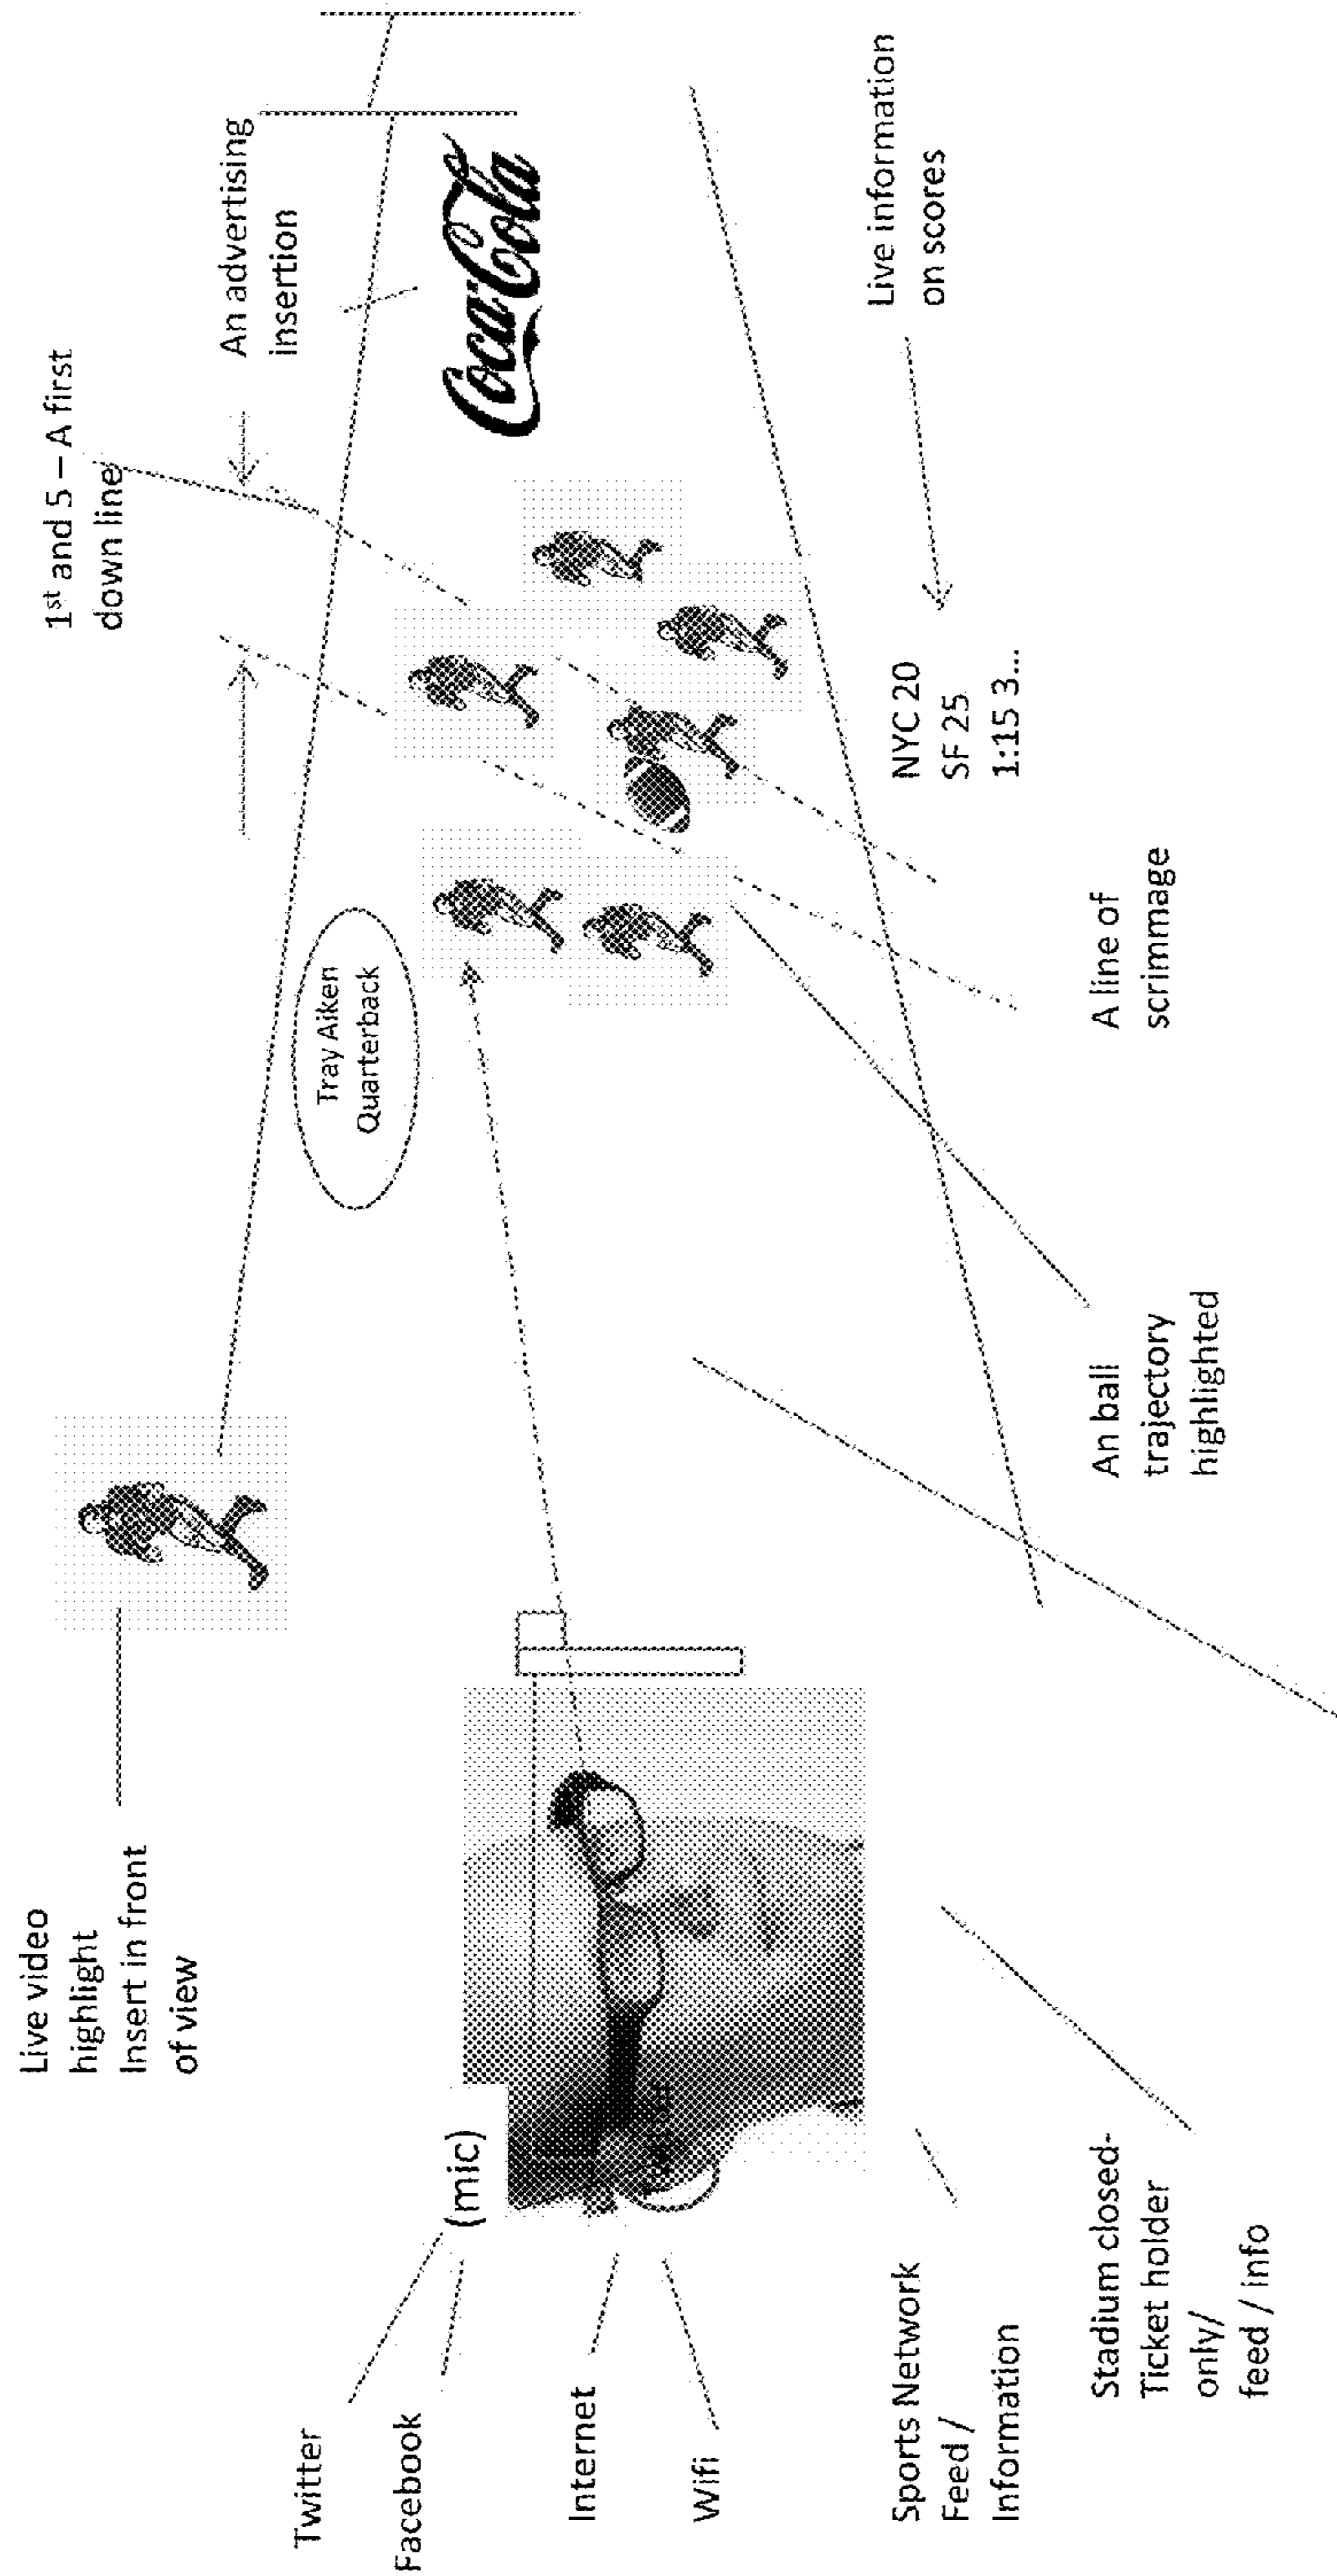 Live video
highlight
Insert in front
of view
1st and 5 – A first
down line
An advertising
insertion
Tray Aiken
Quarterback
Coca-Cola
Twitter
Facebook
(mic)
Internet
Wifi
Sports Network
Feed /
Information
Stadium closed-
Ticket holder
only/
feed / info
An ball
trajectory
highlighted
A line of
scrimmage
NYC 20
SF 25
1:15 3...
Live information
on scores